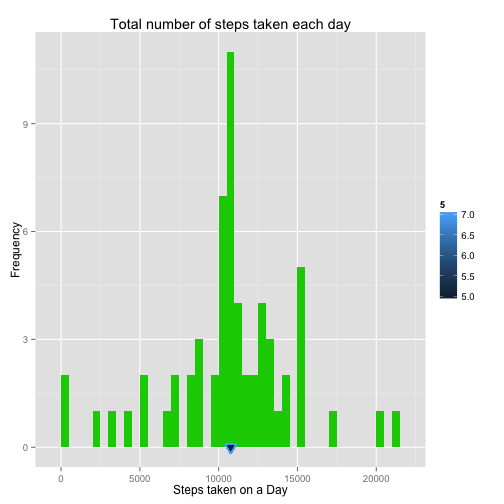 Total number of steps taken each day
Frequency
9
6
3
0
0 5000 10000 15000 20000
Steps taken on a Day
5
7.0
6.5
6.0
5.5
5.0